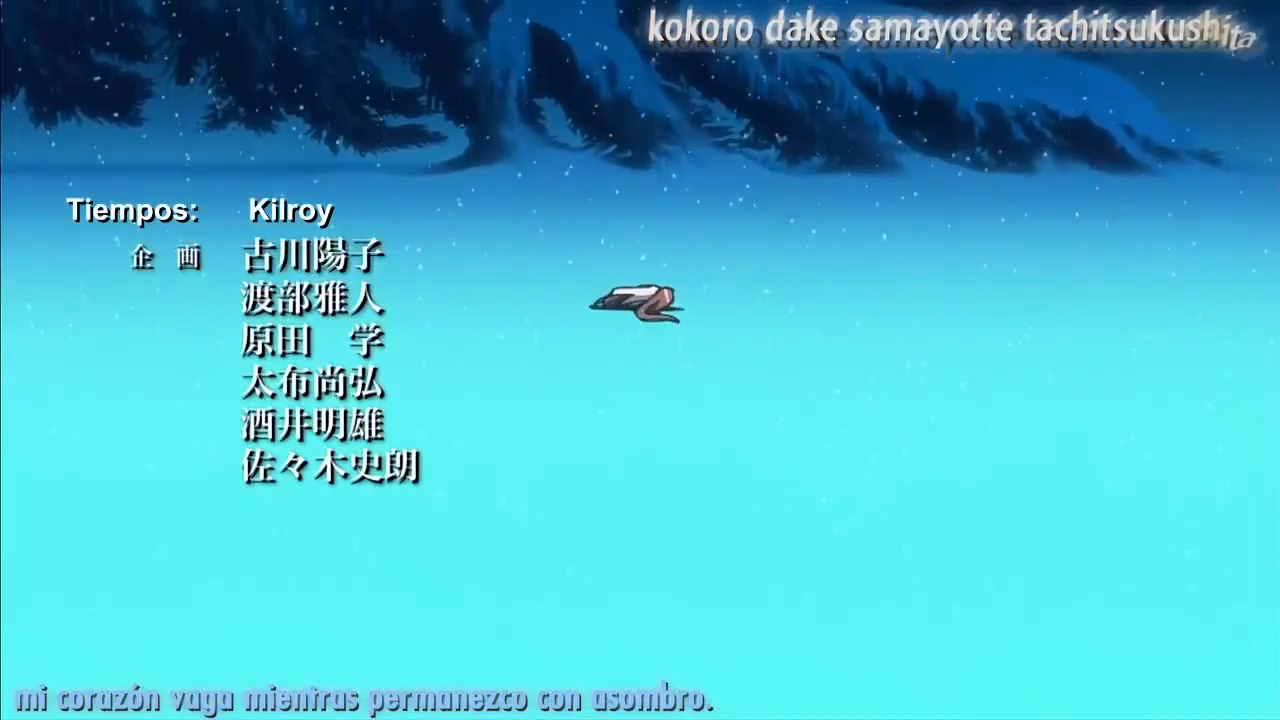 kokoro dake samayotte tachitsukushita
Tiempos: Kilroy
企画 古川陽子
渡部雅人
原田 学
太布尚弘
酒井明雄
佐々木史朗
mi corazón vaga mientras permanezco con asombro.